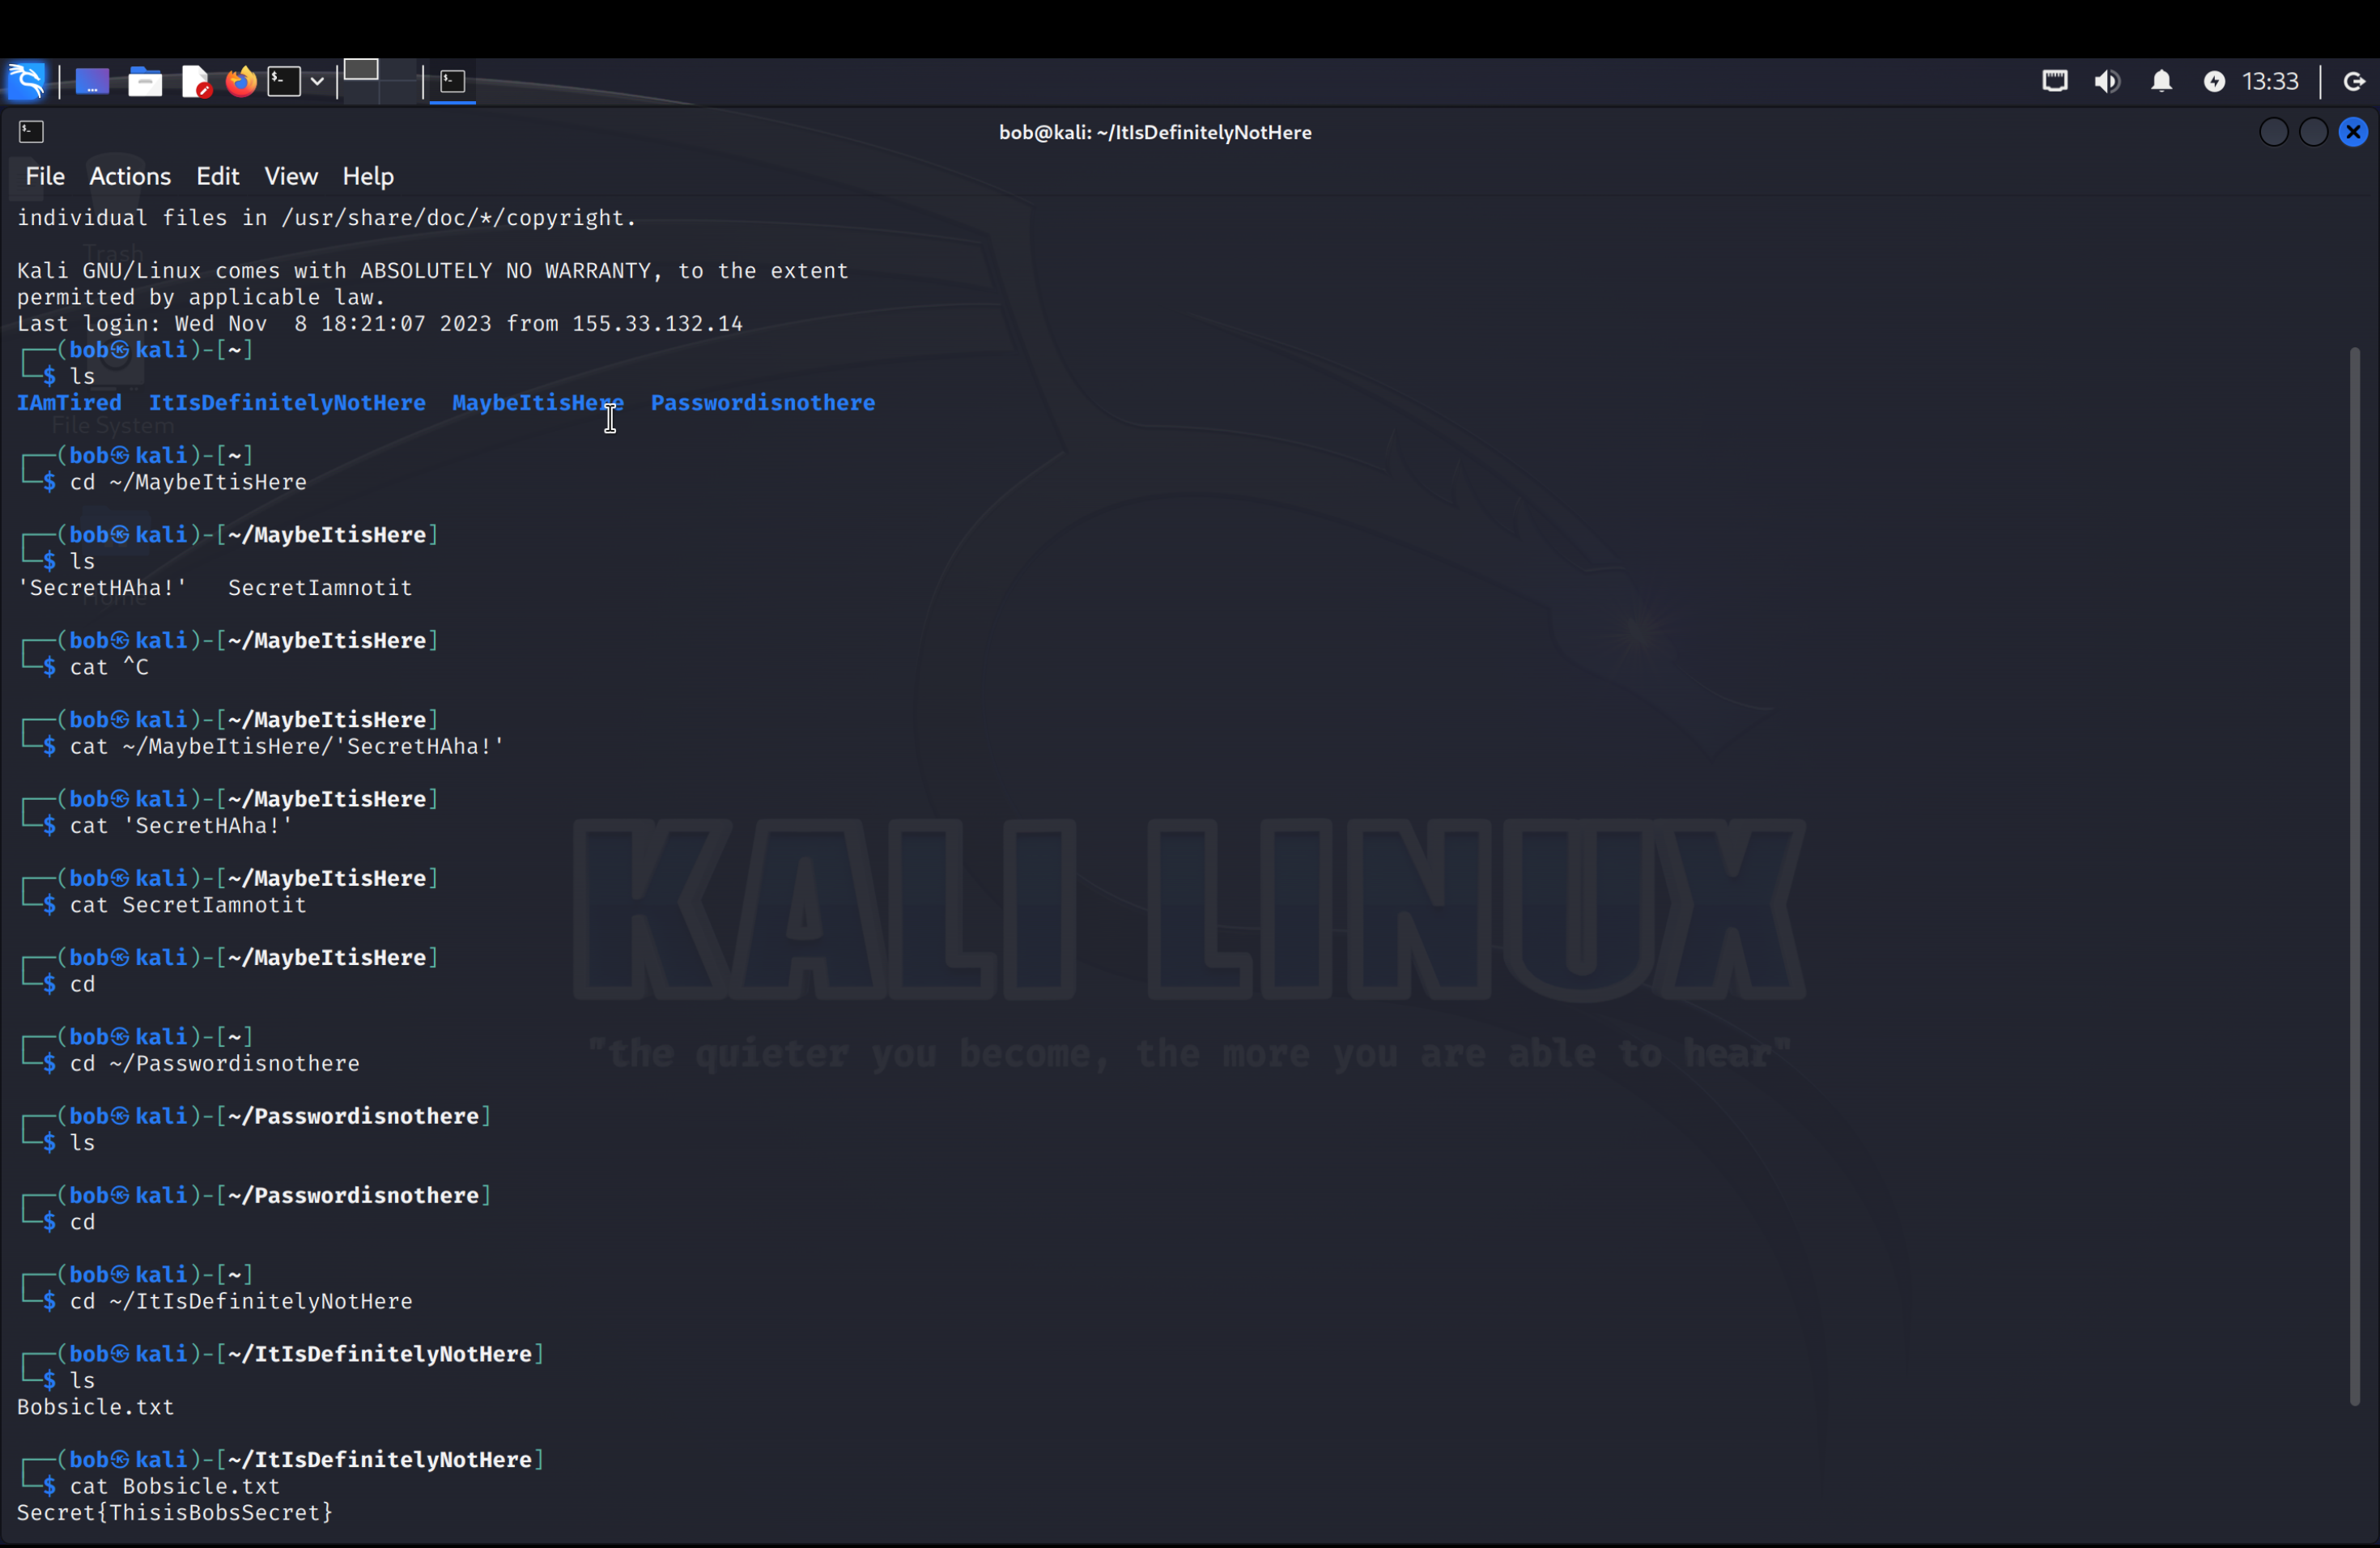 13:33
bob@kali: ~/ItIsDefinitelyNotHere
File Actions Edit View Help
individual files in /usr/share/doc/*/copyright.
Trash
Kali GNU/Linux comes with ABSOLUTELY NO WARRANTY, to the extent
permitted by applicable law.
Last login: Wed Nov  8 18:21:07 2023 from 155.33.132.14
┌──(bob㉿kali)-[~]
└─$ ls
IAmTired  ItIsDefinitelyNotHere  MaybeItisHere  Passwordisnothere
File System
┌──(bob㉿kali)-[~]
└─$ cd ~/MaybeItisHere
┌──(bob㉿kali)-[~/MaybeItisHere]
└─$ ls
'SecretHAha!'   SecretIamnotit
Home
┌──(bob㉿kali)-[~/MaybeItisHere]
└─$ cat ^C
┌──(bob㉿kali)-[~/MaybeItisHere]
└─$ cat ~/MaybeItisHere/'SecretHAha!'
┌──(bob㉿kali)-[~/MaybeItisHere]
└─$ cat 'SecretHAha!'
┌──(bob㉿kali)-[~/MaybeItisHere]
└─$ cat SecretIamnotit
┌──(bob㉿kali)-[~/MaybeItisHere]
└─$ cd
┌──(bob㉿kali)-[~]
└─$ cd ~/Passwordisnothere
┌──(bob㉿kali)-[~/Passwordisnothere]
└─$ ls
┌──(bob㉿kali)-[~/Passwordisnothere]
└─$ cd
┌──(bob㉿kali)-[~]
└─$ cd ~/ItIsDefinitelyNotHere
┌──(bob㉿kali)-[~/ItIsDefinitelyNotHere]
└─$ ls
Bobsicle.txt
┌──(bob㉿kali)-[~/ItIsDefinitelyNotHere]
└─$ cat Bobsicle.txt
Secret{ThisisBobsSecret}
KALI LINUX
"the quieter you become, the more you are able to hear"